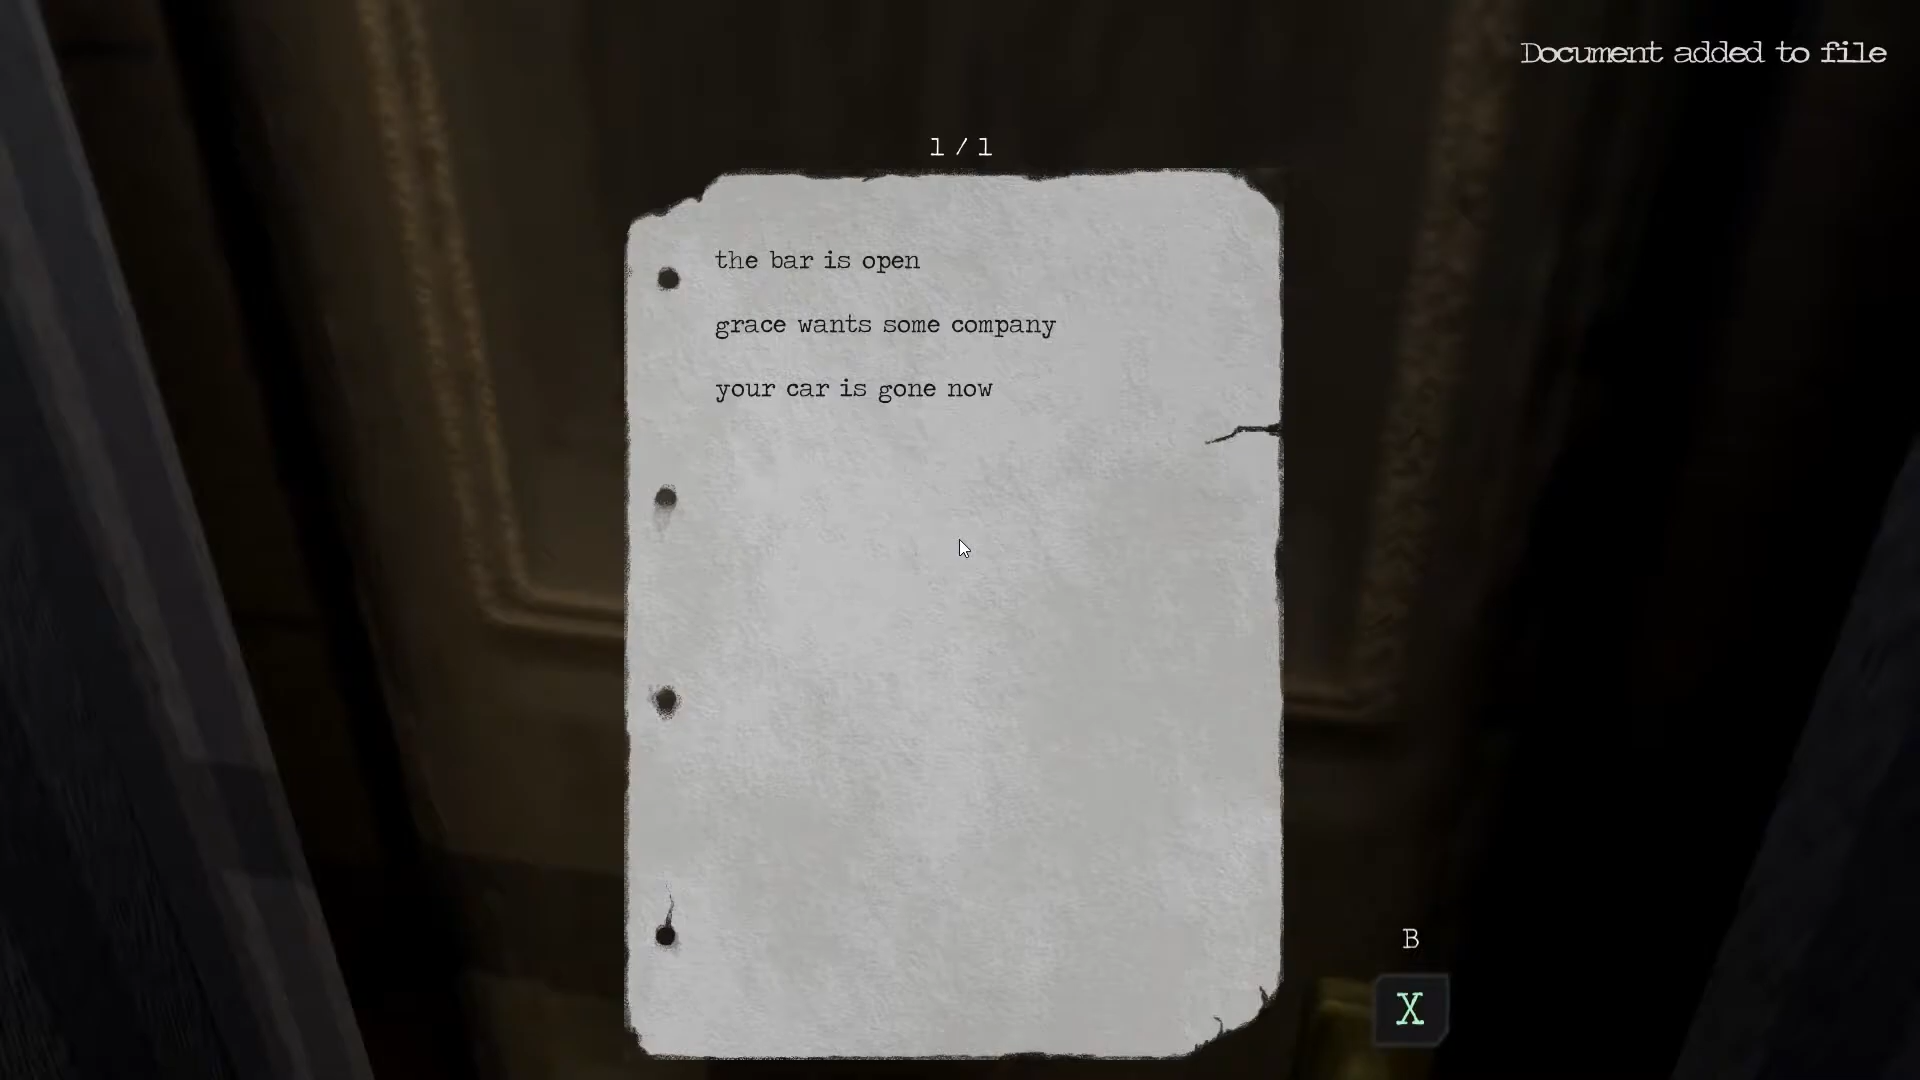 Document added to file
1 / 1
the bar is open
grace wants some company
your car is gone now
B
X